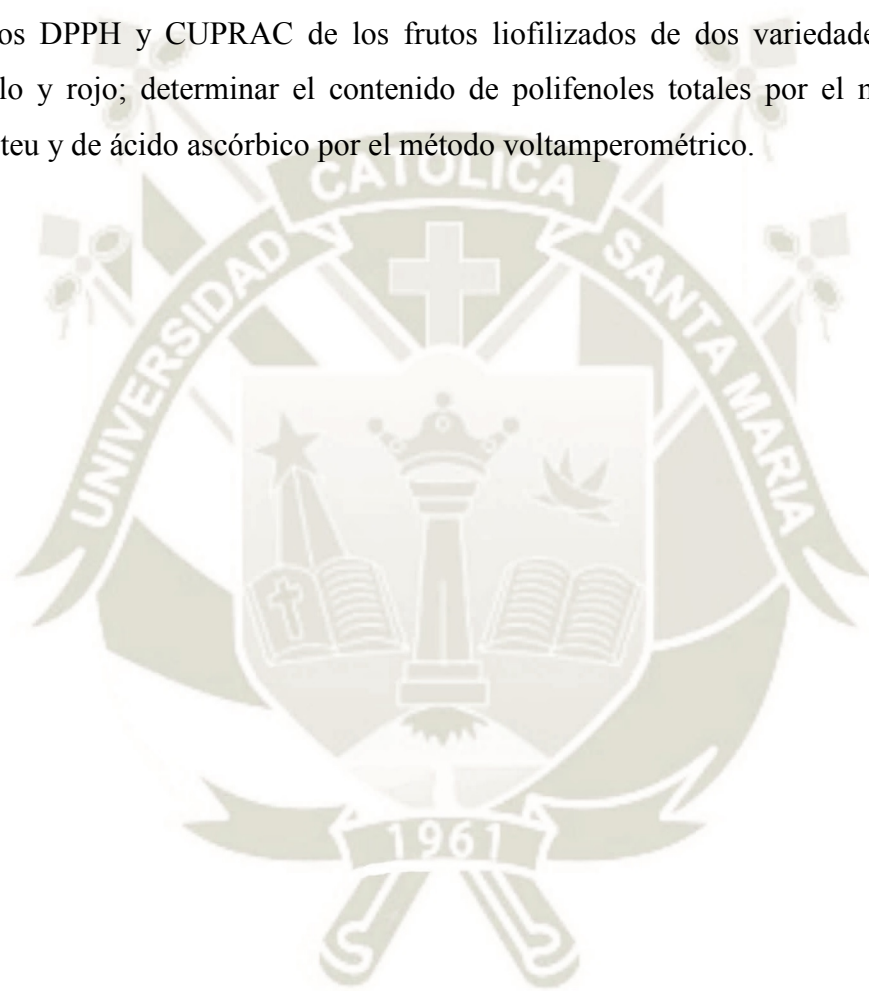 os DPPH y CUPRAC de los frutos liofilizados de dos variedade
lo y rojo; determinar el contenido de polifenoles totales por el
teu y de ácido ascórbico por el método voltamperométrico.
UNIVERSIDAD CATOLICA SANTA MARIA
1961